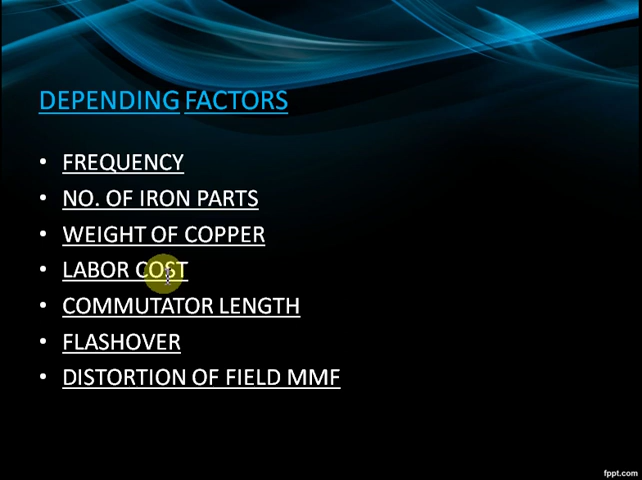 DEPENDING FACTORS
• FREQUENCY
• NO. OF IRON PARTS
• WEIGHT OF COPPER
• LABOR COST
• COMMUTATOR LENGTH
• FLASHOVER
• DISTORTION OF FIELD MMF
fppt.com